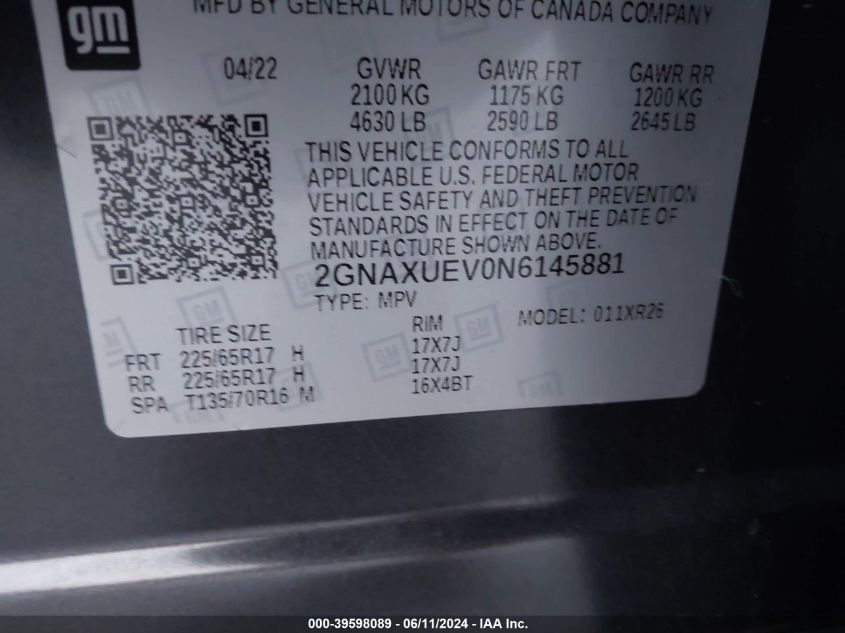 MFD BY GENERAL MOTORS OF CANADA COMPANY
gm
04/22 GVWR GAWR FRT GAWR RR
2100 KG 1175 KG 1200 KG
4630 LB 2590 LB 2645 LB
THIS VEHICLE CONFORMS TO ALL
APPLICABLE U.S. FEDERAL MOTOR
VEHICLE SAFETY AND THEFT PREVENTION
STANDARDS IN EFFECT ON THE DATE OF
MANUFACTURE SHOWN ABOVE.
2GNAXUEV0N6145881
TYPE: MPV MODEL: 011XR26
TIRE SIZE RIM
FRT 225/65R17 H 17X7J
RR 225/65R17 H 17X7J
SPA T135/70R16 M 16X4BT
000-39598089 - 06/11/2024 - IAA Inc.